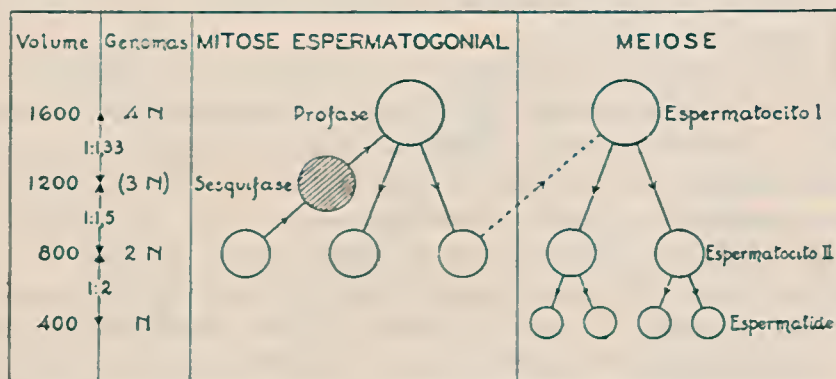 Volume Genomas MITOSE ESPERMATOGONIAL MEIOSE
1600 4 N Profase Espermatocito I
1:1,33
1200 (3 N) Sesquifase
1:1,5
800 2 N Espermatocito II
1:2
400 N Espermatide